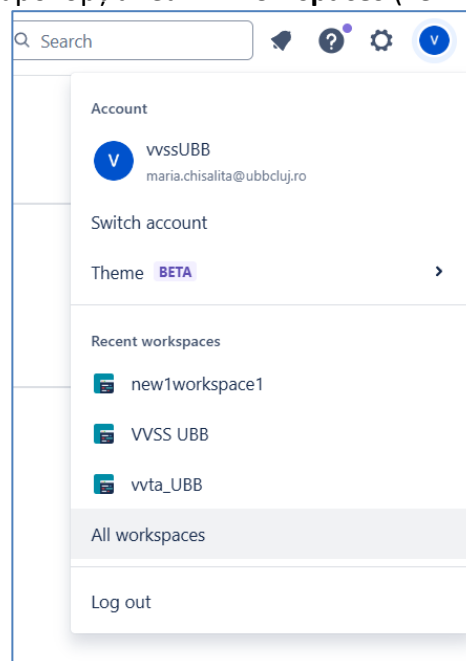 Search
V
Account
V
vvssUBB
maria.chisalita@ubbcluj.ro
Switch account
Theme BETA
Recent workspaces
new1workspace1
VVSS UBB
vvta_UBB
All workspaces
Log out